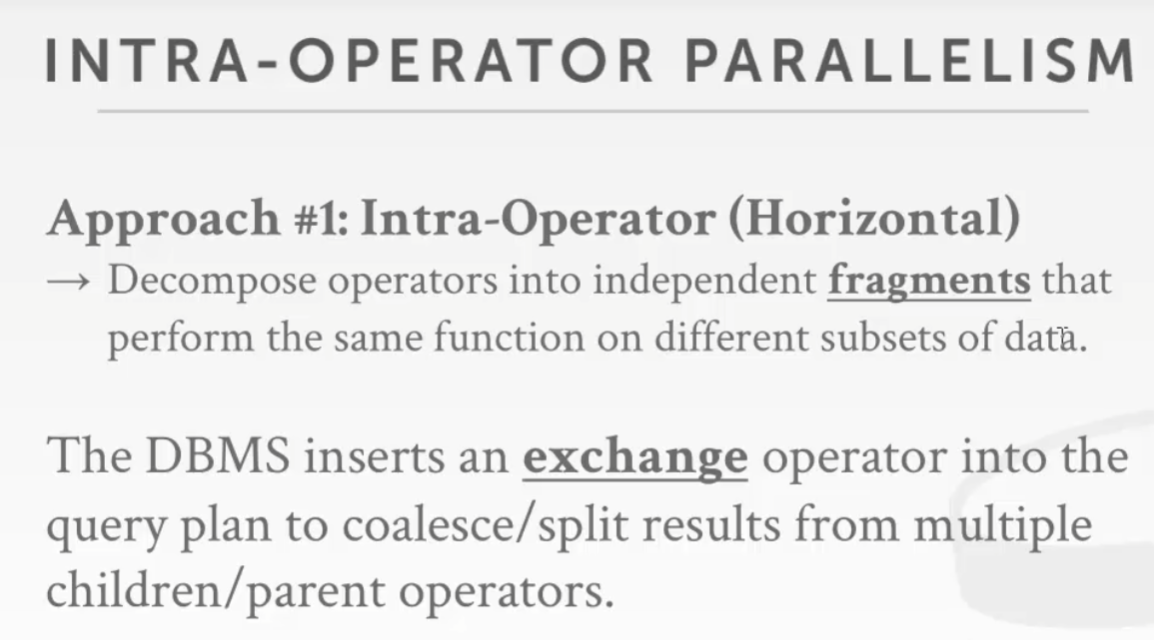 INTRA-OPERATOR PARALLELISM
Approach #1: Intra-Operator (Horizontal)
→ Decompose operators into independent fragments that
perform the same function on different subsets of data.
The DBMS inserts an exchange operator into the
query plan to coalesce/split results from multiple
children/parent operators.